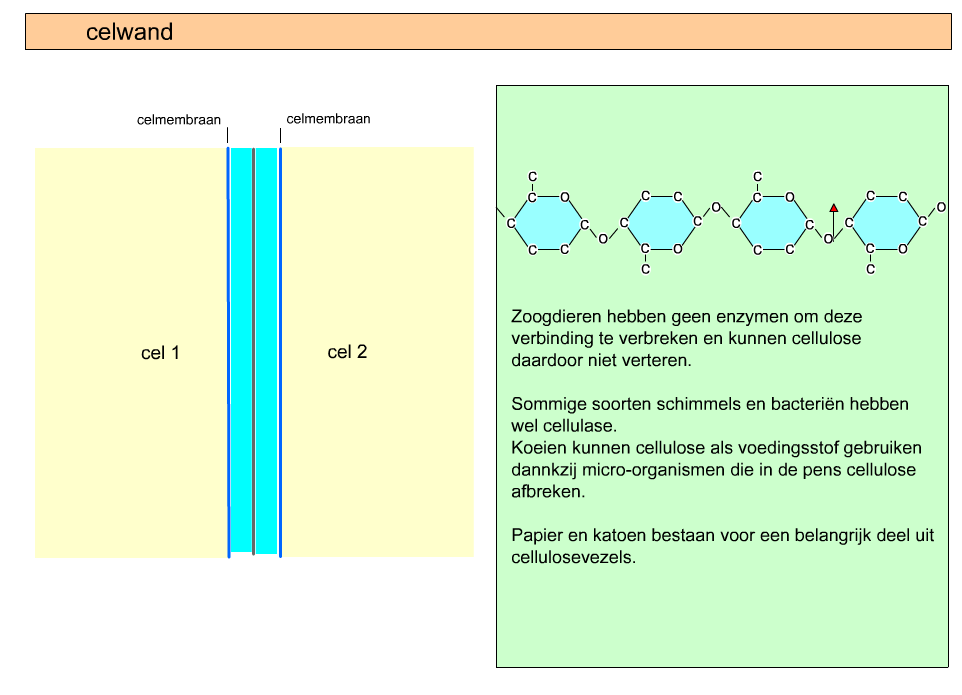 celwand
celmembraan
celmembraan
cel 1
cel 2
C C
C O C C O C O C C O
C C C C
C C O C C O C C O C C
C C C O C C C O
C C
Zoogdieren hebben geen enzymen om deze
verbinding te verbreken en kunnen cellulose
daardoor niet verteren.
Sommige soorten schimmels en bacteriën hebben
wel cellulase.
Koeien kunnen cellulose als voedingsstof gebruiken
dannkzij micro-organismen die in de pens cellulose
afbreken.
Papier en katoen bestaan voor een belangrijk deel uit
cellulosevezels.